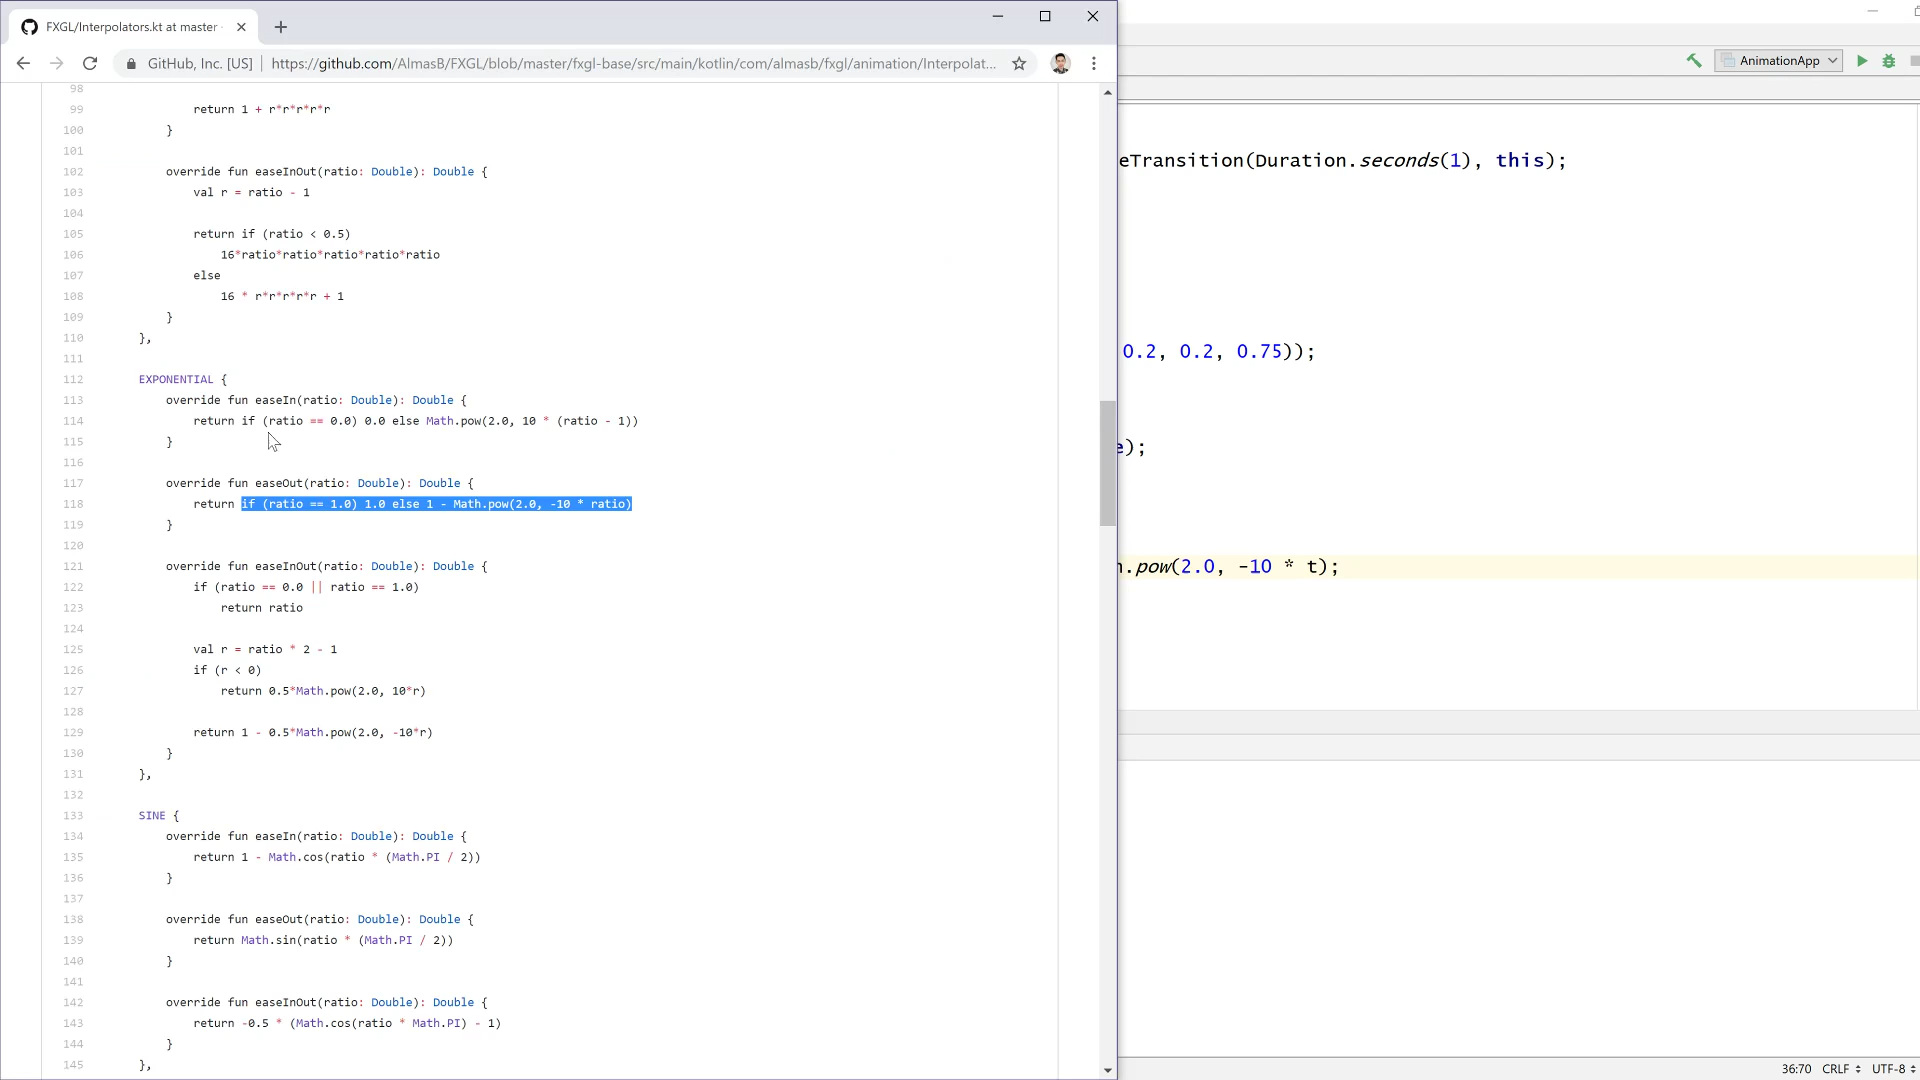 FXGL/Interpolators.kt at master
GitHub, Inc. [US]
https://github.com/AlmasB/FXGL/blob/master/fxgl-base/src/main/kotlin/com/almasb/fxgl/animation/Interpolat...
98
99 return 1 + r*r*r*r*r
100 }
101
102 override fun easeInOut(ratio: Double): Double {
103 val r = ratio - 1
104
105 return if (ratio < 0.5)
106 16*ratio*ratio*ratio*ratio*ratio
107 else
108 16 * r*r*r*r*r + 1
109 }
110 },
111
112 EXPONENTIAL {
113 override fun easeIn(ratio: Double): Double {
114 return if (ratio == 0.0) 0.0 else Math.pow(2.0, 10 * (ratio - 1))
115 }
116
117 override fun easeOut(ratio: Double): Double {
118 return if (ratio == 1.0) 1.0 else 1 - Math.pow(2.0, -10 * ratio)
119 }
120
121 override fun easeInOut(ratio: Double): Double {
122 if (ratio == 0.0 || ratio == 1.0)
123 return ratio
124
125 val r = ratio * 2 - 1
126 if (r < 0)
127 return 0.5*Math.pow(2.0, 10*r)
128
129 return 1 - 0.5*Math.pow(2.0, -10*r)
130 }
131 },
132
133 SINE {
134 override fun easeIn(ratio: Double): Double {
135 return 1 - Math.cos(ratio * (Math.PI / 2))
136 }
137
138 override fun easeOut(ratio: Double): Double {
139 return Math.sin(ratio * (Math.PI / 2))
140 }
141
142 override fun easeInOut(ratio: Double): Double {
143 return -0.5 * (Math.cos(ratio * Math.PI) - 1)
144 }
145 },
AnimationApp
eTransition(Duration.seconds(1), this);
0.2, 0.2, 0.75));
e);
.pow(2.0, -10 * t);
36:70 CRLF UTF-8